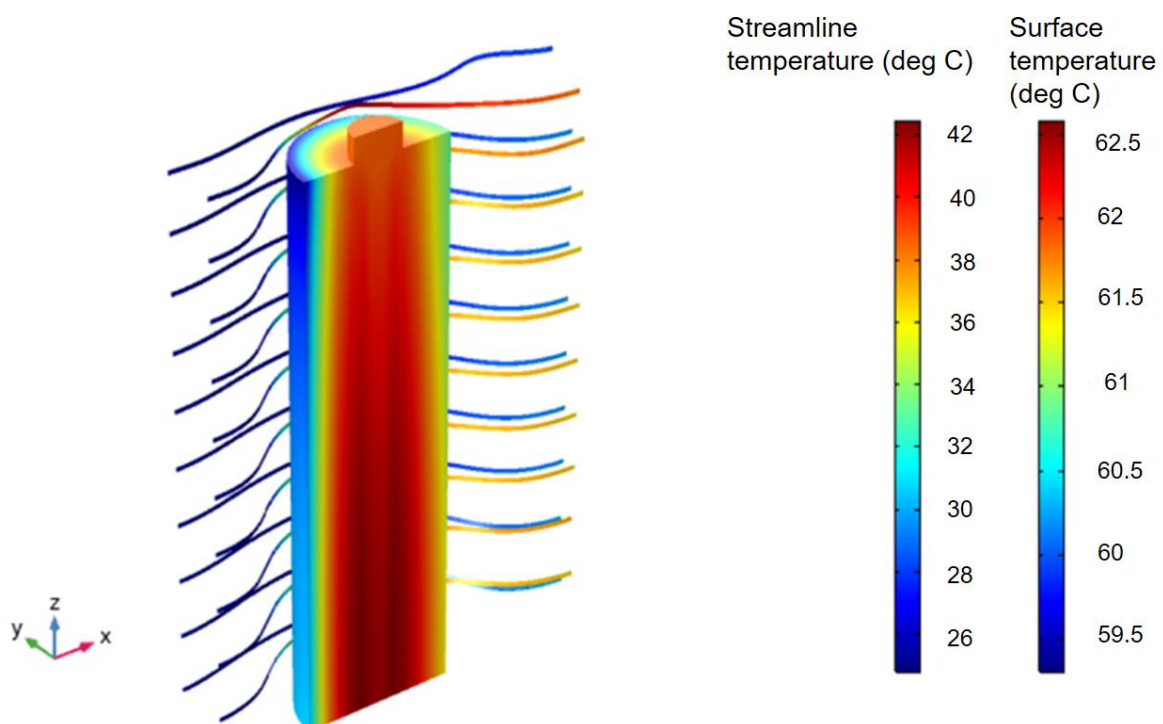 Streamline
temperature (deg C)
Surface
temperature
(deg C)
42
40
38
36
34
32
30
28
26
62.5
62
61.5
61
60.5
60
59.5
z
y
x